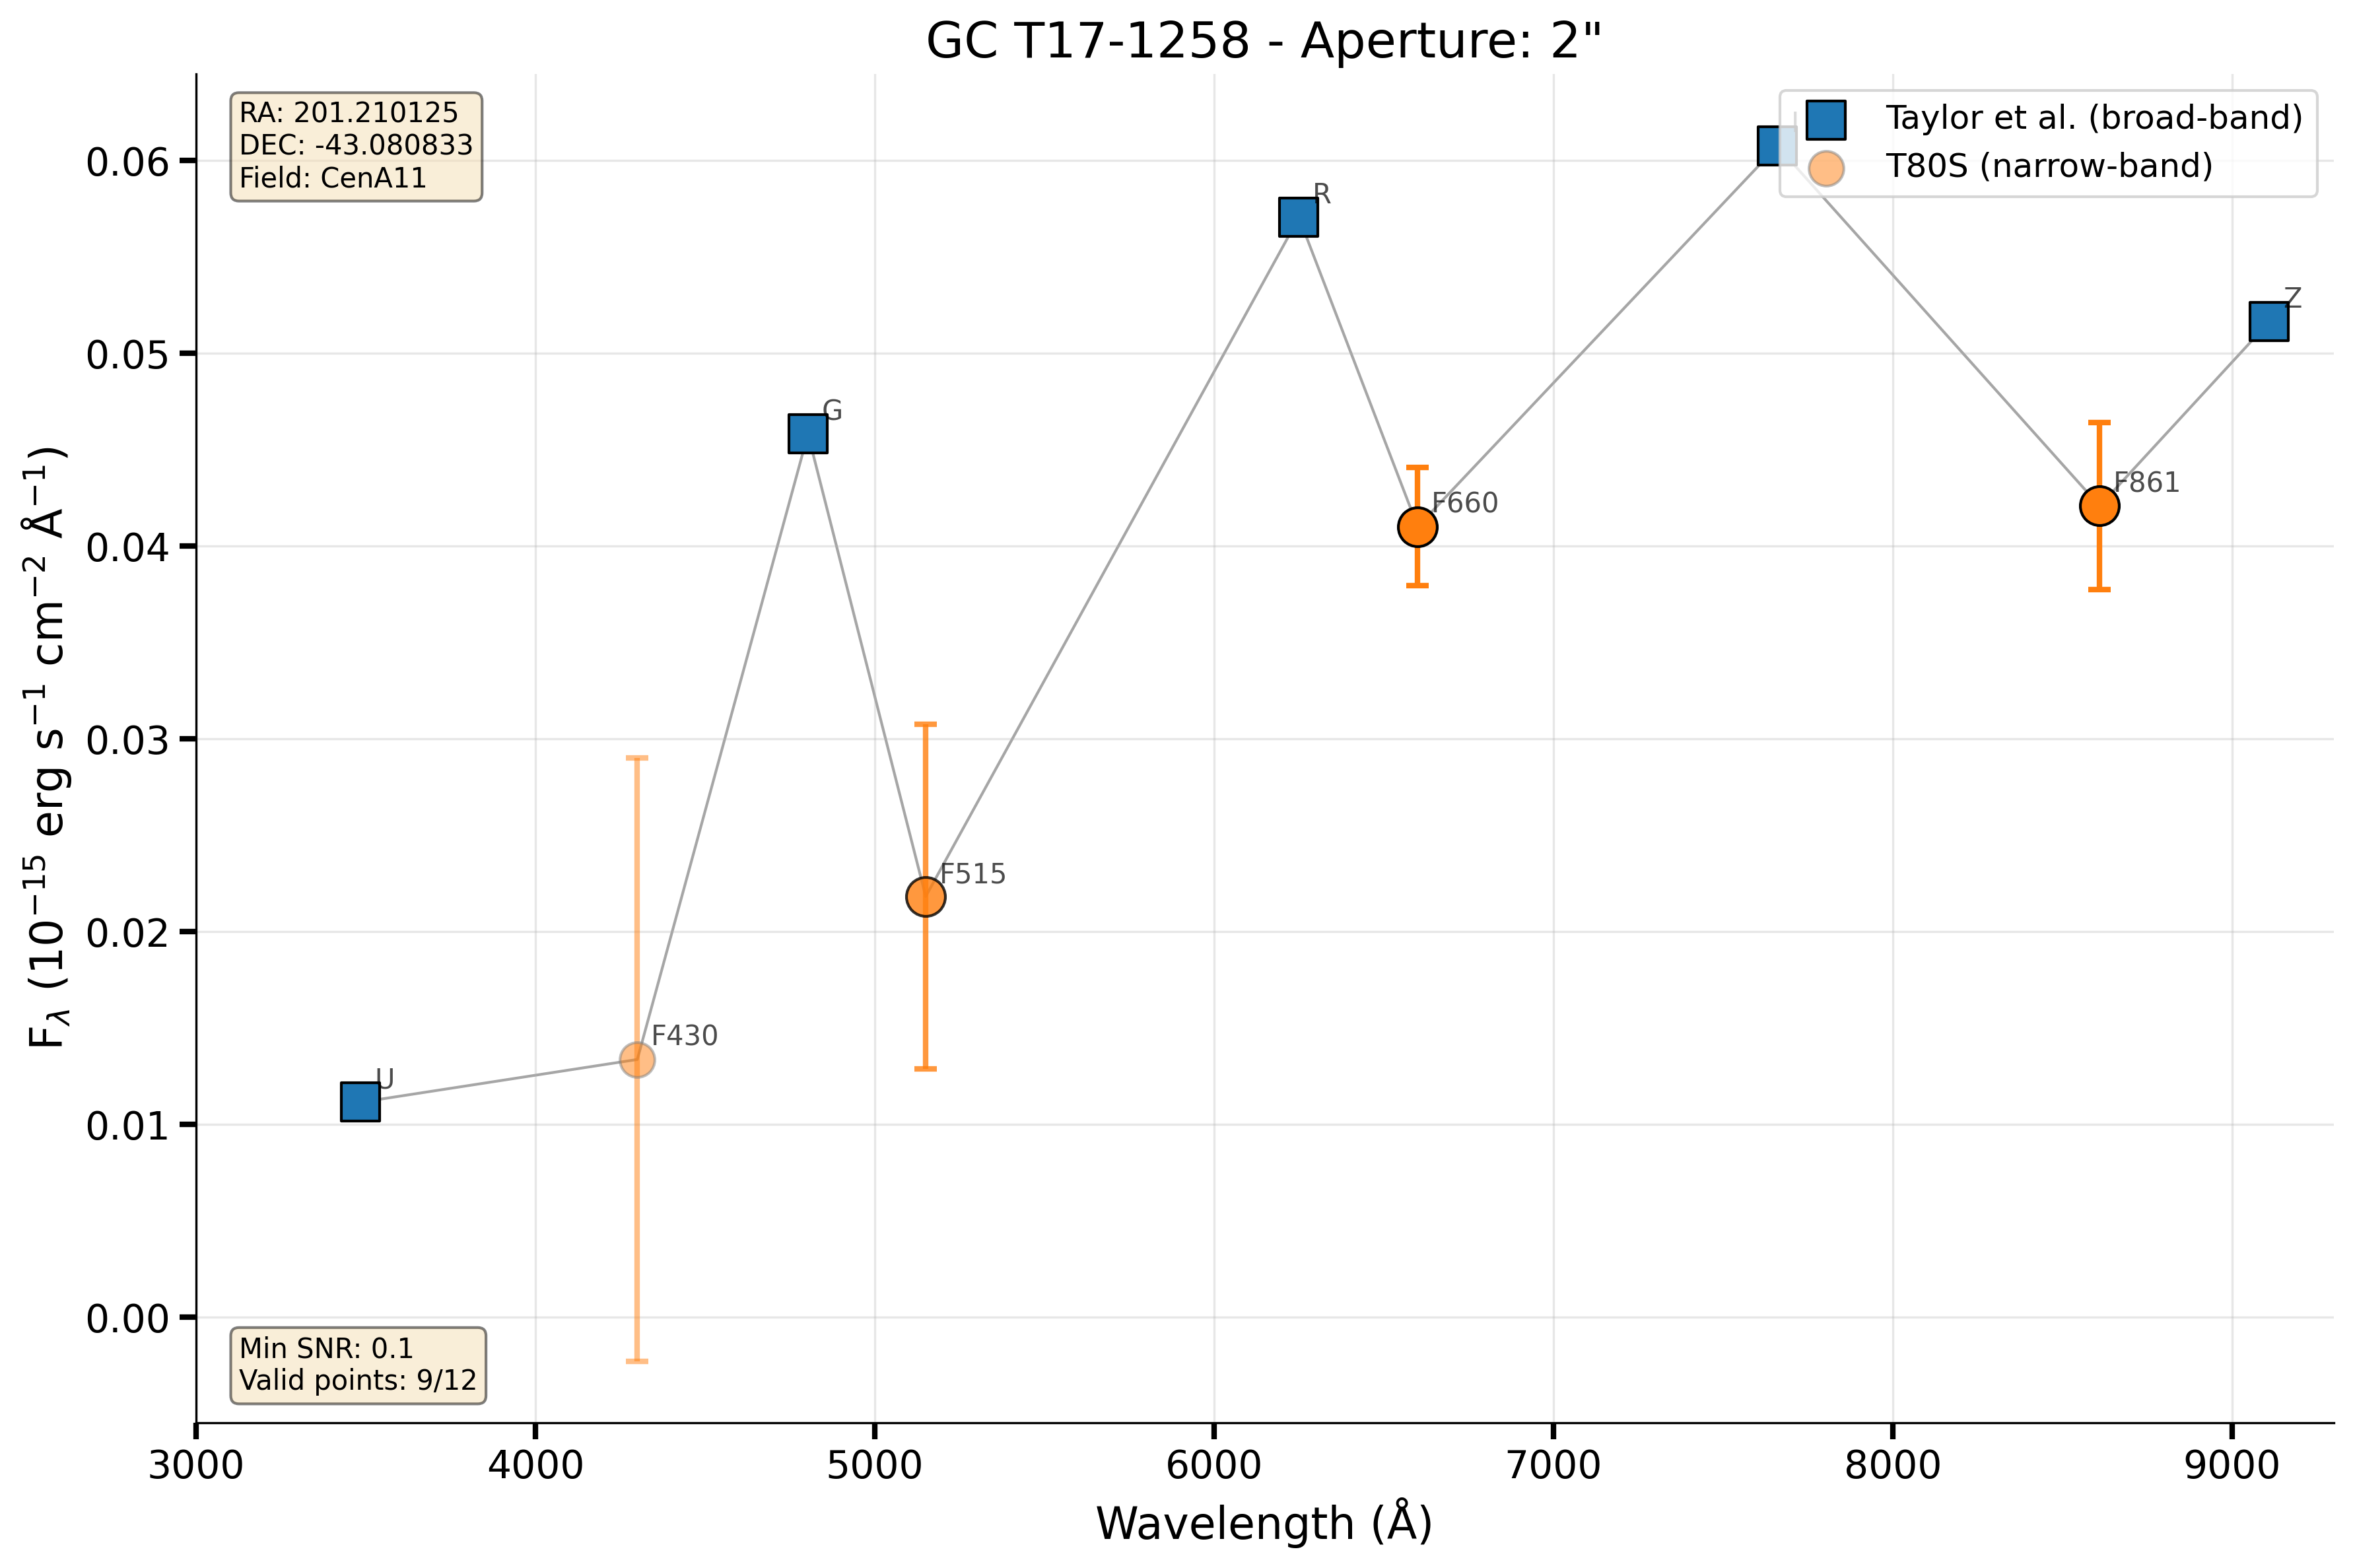 GC T17-1258 - Aperture: 2"
RA: 201.210125
DEC: -43.080833
Field: CenA11
Taylor et al. (broad-band)
T80S (narrow-band)
I
R
Z
G
F861
F660
F515
F430
U
Min SNR: 0.1
Valid points: 9/12
0.06
0.05
0.04
0.03
0.02
0.01
0.00
F$_{λ}$ (10$^{−15}$ erg s$^{−1}$ cm$^{−2}$ Å$^{−1}$)
3000 4000 5000 6000 7000 8000 9000
Wavelength (Å)